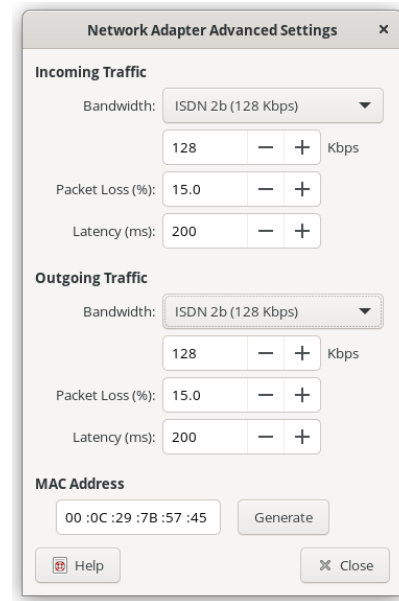 Network Adapter Advanced Settings ×
Incoming Traffic
Bandwidth: ISDN 2b (128 Kbps)
128 − + Kbps
Packet Loss (%): 15.0 − +
Latency (ms): 200 − +
Outgoing Traffic
Bandwidth: ISDN 2b (128 Kbps)
128 − + Kbps
Packet Loss (%): 15.0 − +
Latency (ms): 200 − +
MAC Address
00 :0C :29 :7B :57 :45 Generate
Help Close